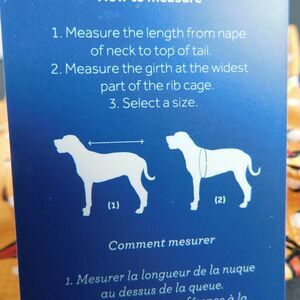 How to measure
1. Measure the length from nape
of neck to top of tail.
2. Measure the girth at the widest
part of the rib cage.
3. Select a size.
(1)
(2)
Comment mesurer
1. Mesurer la longueur de la nuque
au dessus de la queue.